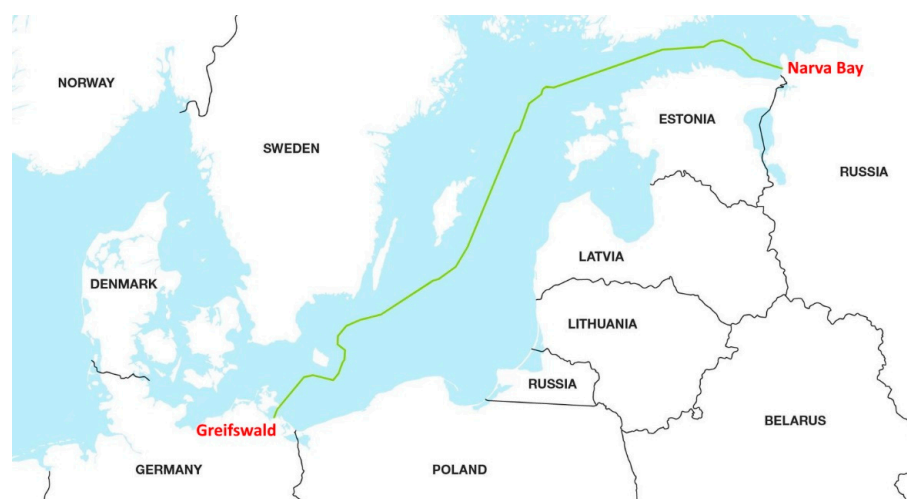 Narva Bay
NORWAY
ESTONIA
SWEDEN
RUSSIA
LATVIA
DENMARK
LITHUANIA
RUSSIA
BELARUS
Greifswald
GERMANY
POLAND